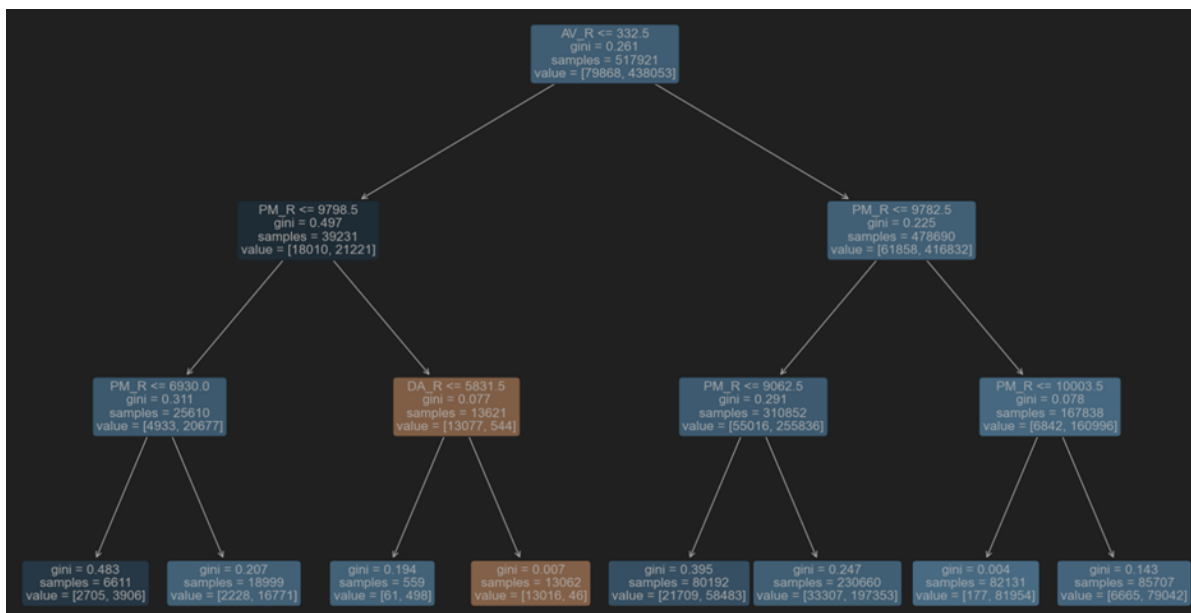 AV_R <= 332.5
gini = 0.261
samples = 517921
value = [79868, 438053]
PM_R <= 9798.5
gini = 0.497
samples = 39231
value = [18010, 21221]
PM_R <= 9782.5
gini = 0.225
samples = 478690
value = [61858, 416832]
PM_R <= 6930.0
gini = 0.311
samples = 25610
value = [4933, 20677]
DA_R <= 5831.5
gini = 0.077
samples = 13621
value = [13077, 544]
PM_R <= 9062.5
gini = 0.291
samples = 310852
value = [55016, 255836]
PM_R <= 10003.5
gini = 0.078
samples = 167838
value = [6842, 160996]
gini = 0.483
samples = 6611
value = [2705, 3906]
gini = 0.207
samples = 18999
value = [2228, 16771]
gini = 0.194
samples = 559
value = [61, 498]
gini = 0.007
samples = 13062
value = [13016, 46]
gini = 0.395
samples = 80192
value = [21709, 58483]
gini = 0.247
samples = 230660
value = [33307, 197353]
gini = 0.004
samples = 82131
value = [177, 81954]
gini = 0.143
samples = 85707
value = [6665, 79042]